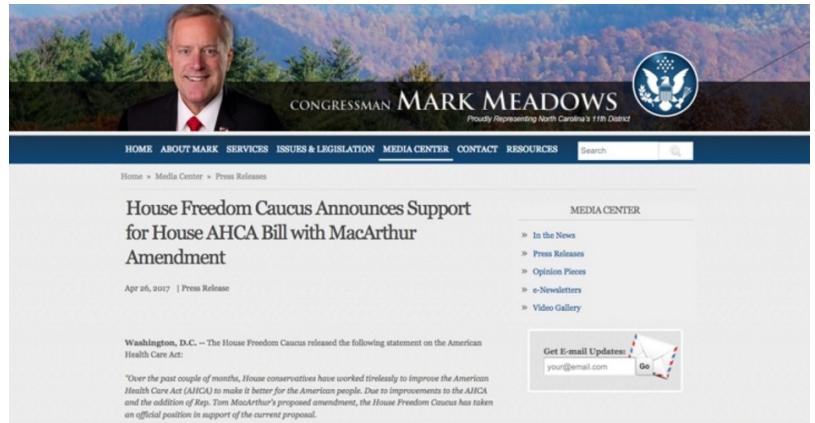 CONGRESSMAN MARK MEADOWS
Proudly Representing North Carolina's 11th District
HOME ABOUT MARK SERVICES ISSUES & LEGISLATION MEDIA CENTER CONTACT RESOURCES Search
Home » Media Center » Press Releases
House Freedom Caucus Announces Support
for House AHCA Bill with MacArthur
Amendment
Apr 26, 2017 | Press Release
Washington, D.C. -- The House Freedom Caucus released the following statement on the American
Health Care Act:
"Over the past couple of months, House conservatives have worked tirelessly to improve the American
Health Care Act (AHCA) to make it better for the American people. Due to improvements to the AHCA
and the addition of Rep. Tom MacArthur's proposed amendment, the House Freedom Caucus has taken
an official position in support of the current proposal.
MEDIA CENTER
» In the News
» Press Releases
» Opinion Pieces
» e-Newsletters
» Video Gallery
Get E-mail Updates:
your@email.com Go